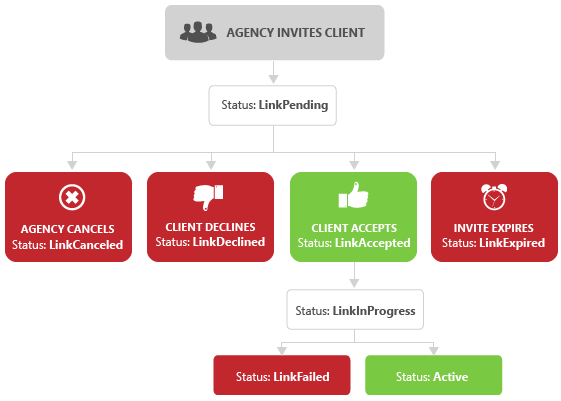 AGENCY INVITES CLIENT
Status: LinkPending
AGENCY CANCELS
Status: LinkCanceled
CLIENT DECLINES
Status: LinkDeclined
CLIENT ACCEPTS
Status: LinkAccepted
INVITE EXPIRES
Status: LinkExpired
Status: LinkInProgress
Status: LinkFailed
Status: Active